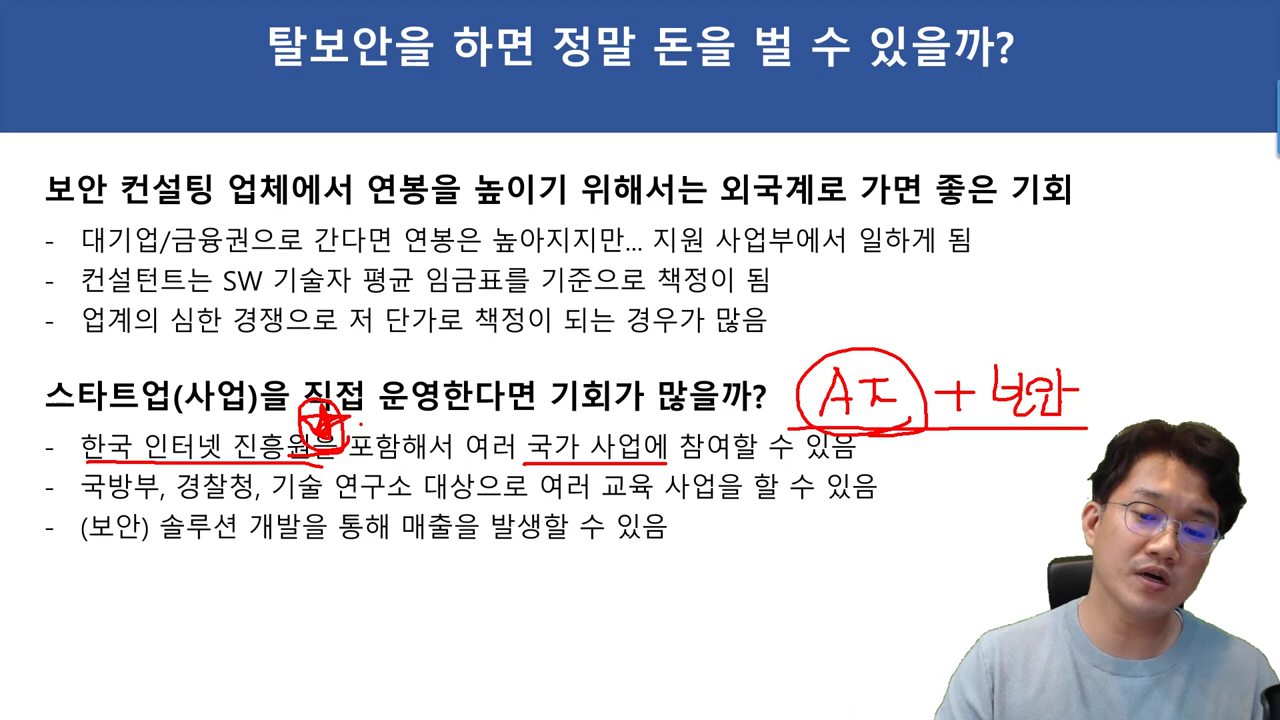 탈보안을 하면 정말 돈을 벌 수 있을까?
보안 컨설팅 업체에서 연봉을 높이기 위해서는 외국계로 가면 좋은 기회
- 대기업/금융권으로 간다면 연봉은 높아지지만... 지원 사업부에서 일하게 됨
- 컨설턴트는 SW 기술자 평균 임금표를 기준으로 책정이 됨
- 업계의 심한 경쟁으로 저 단가로 책정이 되는 경우가 많음
스타트업(사업)을 직접 운영한다면 기회가 많을까?
AI + 보안
- 한국 인터넷 진흥원을 포함해서 여러 국가 사업에 참여할 수 있음
- 국방부, 경찰청, 기술 연구소 대상으로 여러 교육 사업을 할 수 있음
- (보안) 솔루션 개발을 통해 매출을 발생할 수 있음